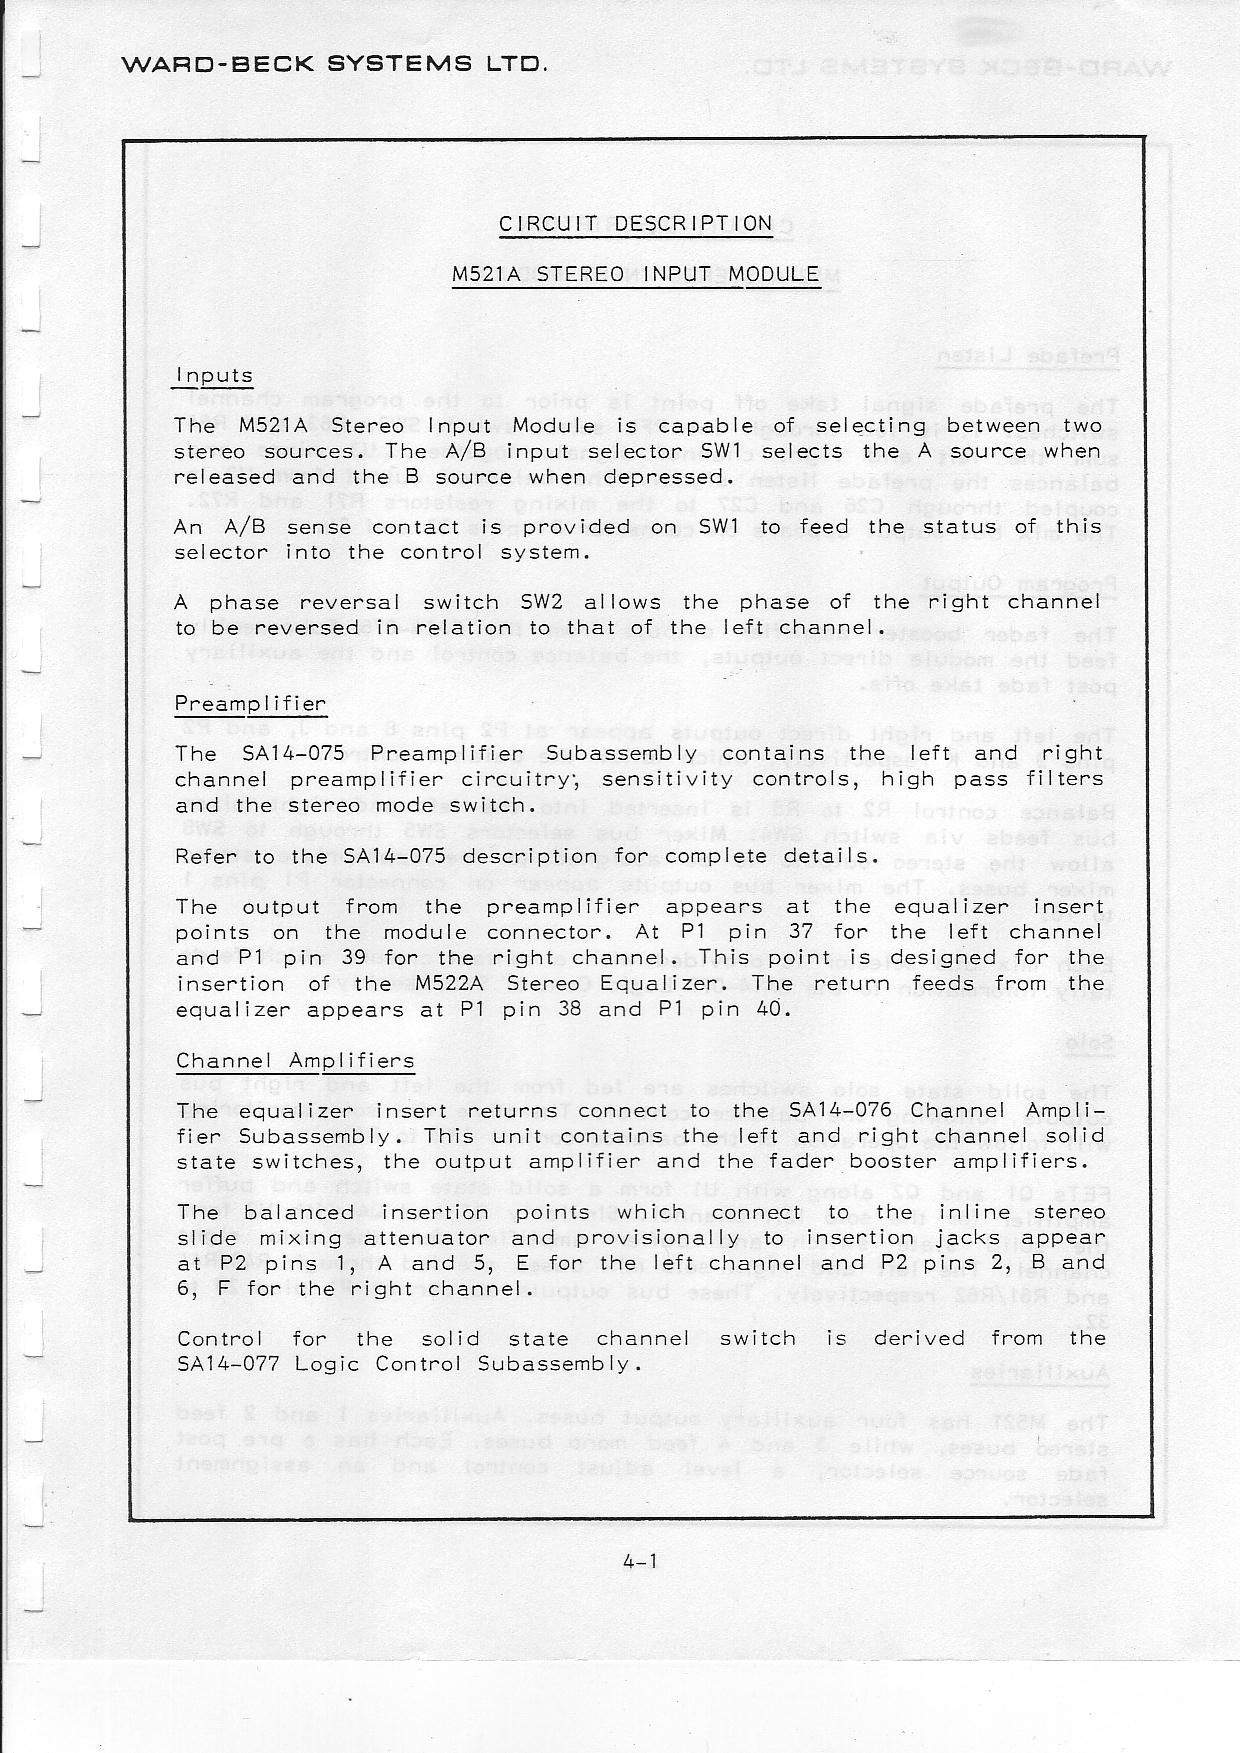 WARD-BECK SYSTEMS LTD.
CIRCUIT DESCRIPTION
M521A STEREO INPUT MODULE
Inputs
The M521A Stereo Input Module is capable of selecting between two
stereo sources. The A/B input selector SW1 selects the A source when
released and the B source when depressed.
An A/B sense contact is provided on SW1 to feed the status of this
selector into the control system.
A phase reversal switch SW2 allows the phase of the right channel
to be reversed in relation to that of the left channel.
Preamplifier
The SA14-075 Preamplifier Subassembly contains the left and right
channel preamplifier circuitry, sensitivity controls, high pass filters
and the stereo mode switch.
Refer to the SA14-075 description for complete details.
The output from the preamplifier appears at the equalizer insert
points on the module connector. At P1 pin 37 for the left channel
and P1 pin 39 for the right channel. This point is designed for the
insertion of the M522A Stereo Equalizer. The return feeds from the
equalizer appears at P1 pin 38 and P1 pin 40.
Channel Amplifiers
The equalizer insert returns connect to the SA14-076 Channel Ampli-
fier Subassembly. This unit contains the left and right channel solid
state switches, the output amplifier and the fader booster amplifiers.
The balanced insertion points which connect to the inline stereo
slide mixing attenuator and provisionally to insertion jacks appear
at P2 pins 1, A and 5, E for the left channel and P2 pins 2, B and
6, F for the right channel.
Control for the solid state channel switch is derived from the
SA14-077 Logic Control Subassembly.
4-1